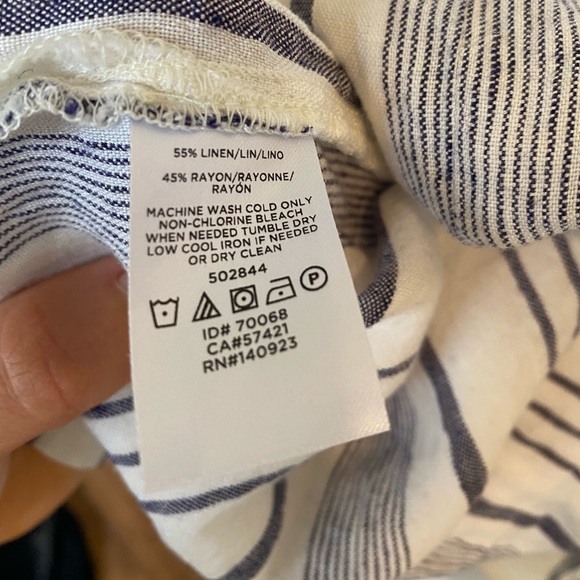 55% LINEN/LIN/LINO
45% RAYON/RAYONNE/
RAYÓN
MACHINE WASH COLD ONLY
NON-CHLORINE BLEACH
WHEN NEEDED TUMBLE DRY
LOW COOL IRON IF NEEDED
OR DRY CLEAN
502844
P
ID# 70068
CA#57421
RN#140923